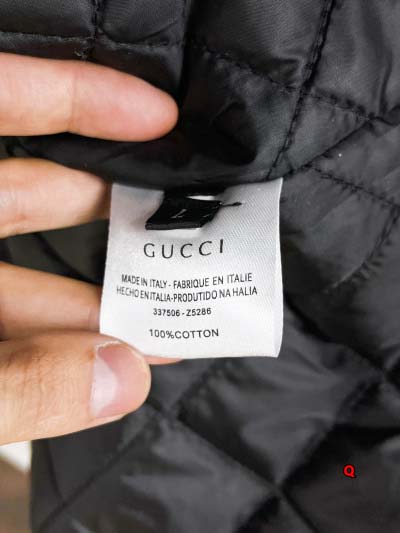 L
GUCCI
MADE IN ITALY - FABRIQUE EN ITALIE
HECHO EN ITALIA-PRODUTIDO NA HALIA
337506 - Z5286
100%COTTON
Q